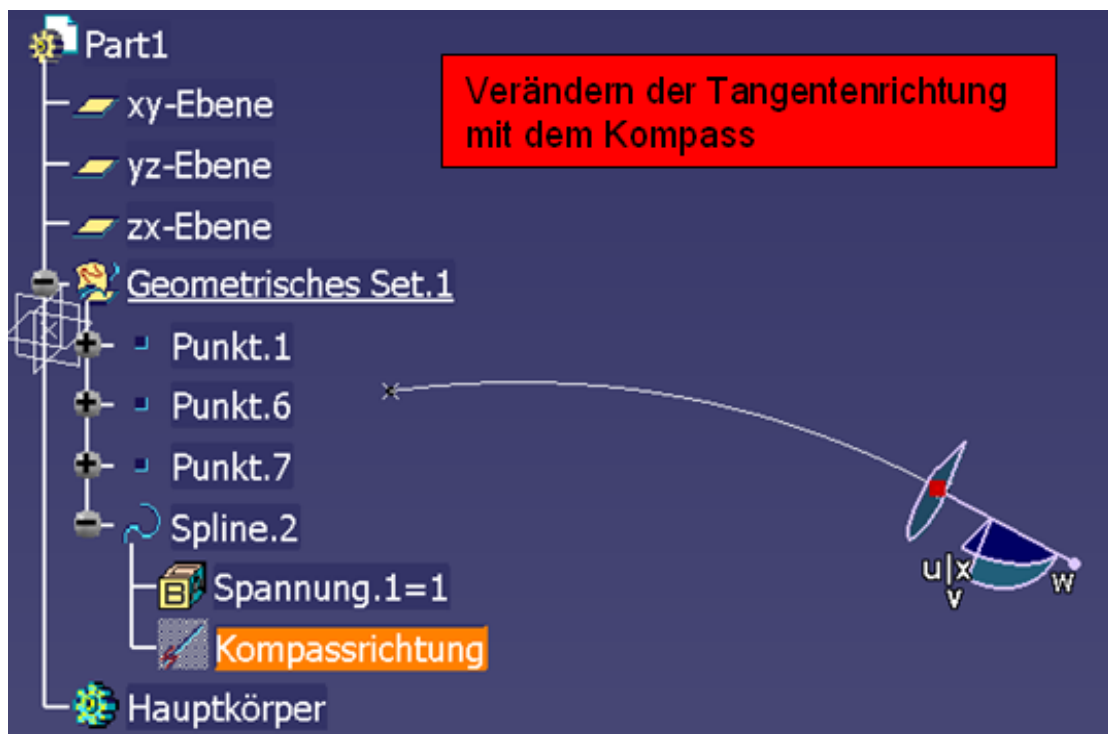 Part1
Verändern der Tangentenrichtung
mit dem Kompass
xy-Ebene
yz-Ebene
zx-Ebene
Geometrisches Set.1
Punkt.1
Punkt.6
Punkt.7
Spline.2
Spannung.1=1
Kompassrichtung
Hauptkörper
u|x
v
w